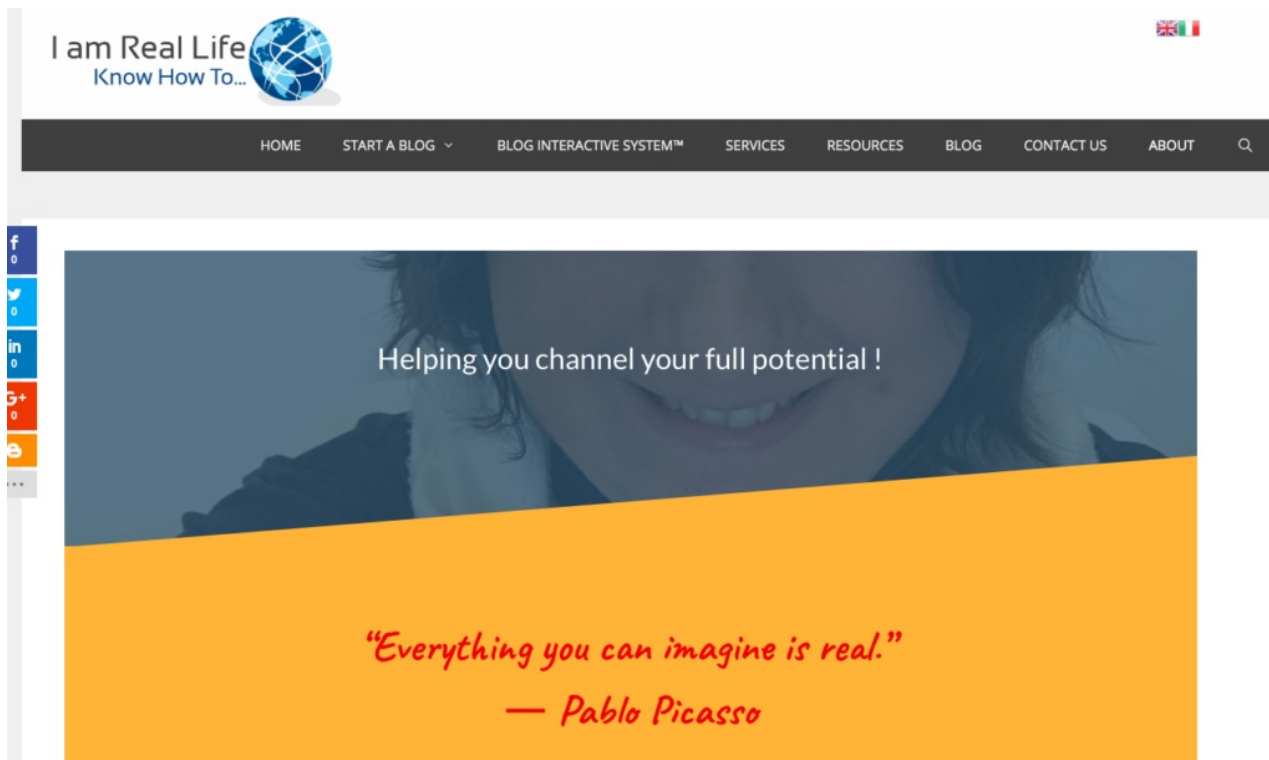 I am Real Life
Know How To...
HOME START A BLOG BLOG INTERACTIVE SYSTEM™ SERVICES RESOURCES BLOG CONTACT US ABOUT
f
0
0
in
0
G+
0
Helping you channel your full potential !
“Everything you can imagine is real.”
— Pablo Picasso